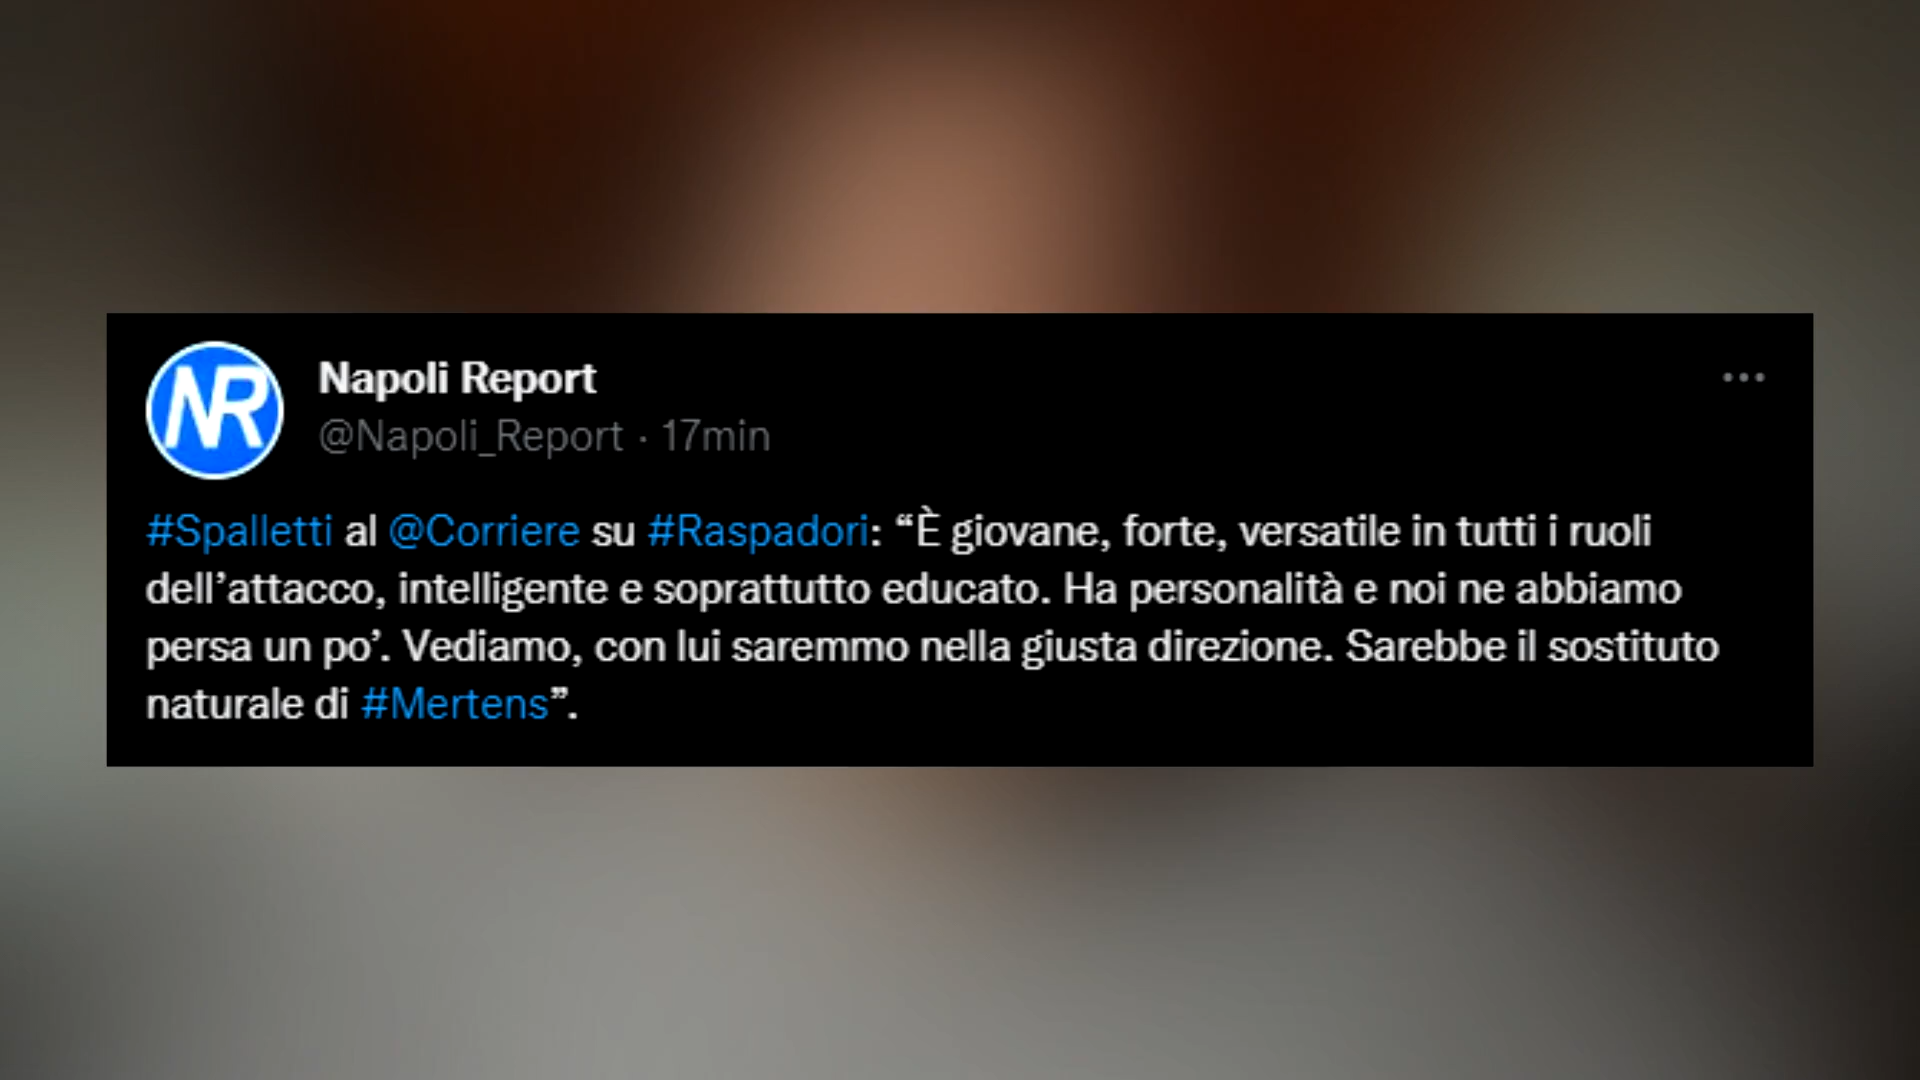 NR
Napoli Report
@Napoli_Report · 17min
#Spalletti al @Corriere su #Raspadori: “È giovane, forte, versatile in tutti i ruoli
dell’attacco, intelligente e soprattutto educato. Ha personalità e noi ne abbiamo
persa un po’. Vediamo, con lui saremmo nella giusta direzione. Sarebbe il sostituto
naturale di #Mertens”.